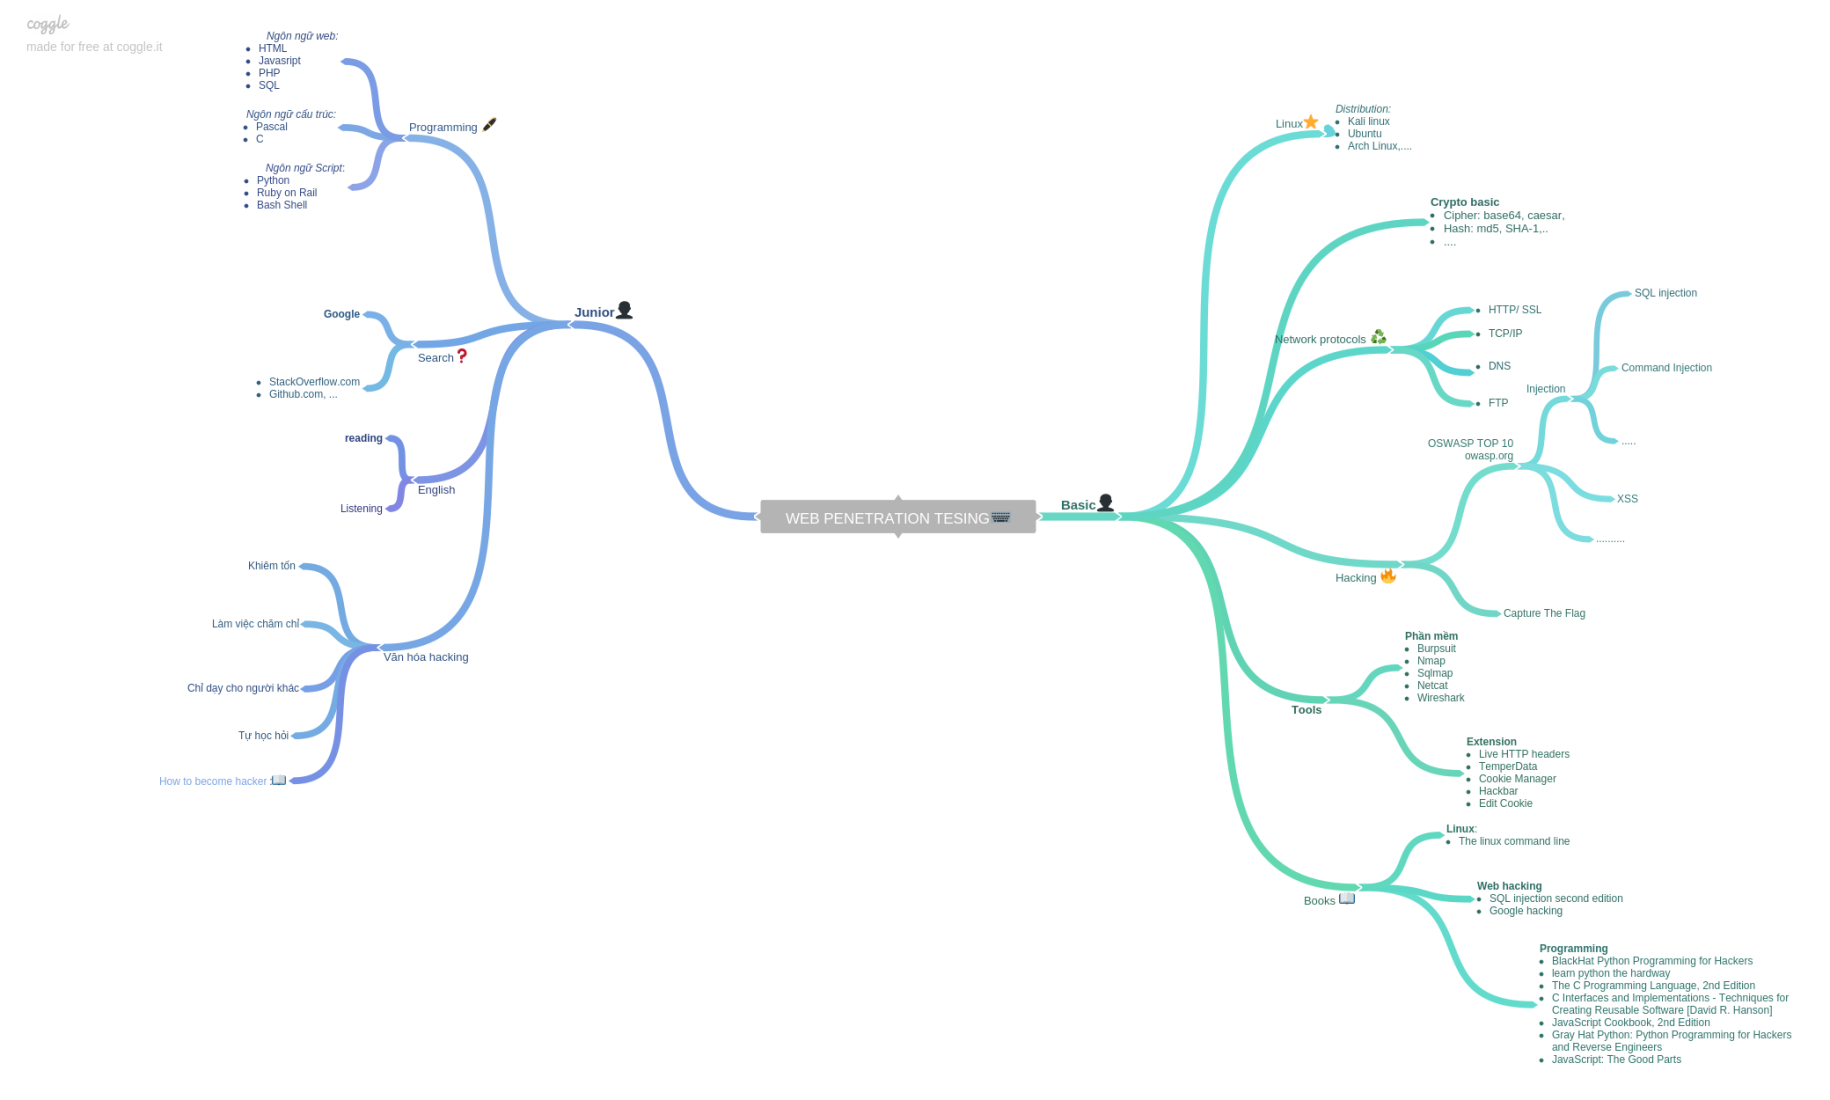 coggle
made for free at coggle.it
Ngôn ngữ web:
HTML
Javasript
PHP
SQL
Ngôn ngữ cấu trúc:
Pascal
C
Ngôn ngữ Script:
Python
Ruby on Rail
Bash Shell
Programming
Junior
Google
Search
StackOverflow.com
Github.com, ...
reading
English
Listening
Khiêm tốn
Làm việc chăm chỉ
Văn hóa hacking
Chỉ dạy cho người khác
Tự học hỏi
How to become hacker :
WEB PENETRATION TESING
Basic
Linux
Distribution:
Kali linux
Ubuntu
Arch Linux,....
Crypto basic
Cipher: base64, caesar,
Hash: md5, SHA-1,..
....
Network protocols
HTTP/ SSL
TCP/IP
DNS
FTP
Hacking
OSWASP TOP 10
owasp.org
Injection
SQL injection
Command Injection
.....
XSS
..........
Capture The Flag
Tools
Phần mềm
Burpsuit
Nmap
Sqlmap
Netcat
Wireshark
Extension
Live HTTP headers
TemperData
Cookie Manager
Hackbar
Edit Cookie
Books
Linux:
The linux command line
Web hacking
SQL injection second edition
Google hacking
Programming
BlackHat Python Programming for Hackers
learn python the hardway
The C Programming Language, 2nd Edition
C Interfaces and Implementations - Techniques for
Creating Reusable Software [David R. Hanson]
JavaScript Cookbook, 2nd Edition
Gray Hat Python: Python Programming for Hackers
and Reverse Engineers
JavaScript: The Good Parts